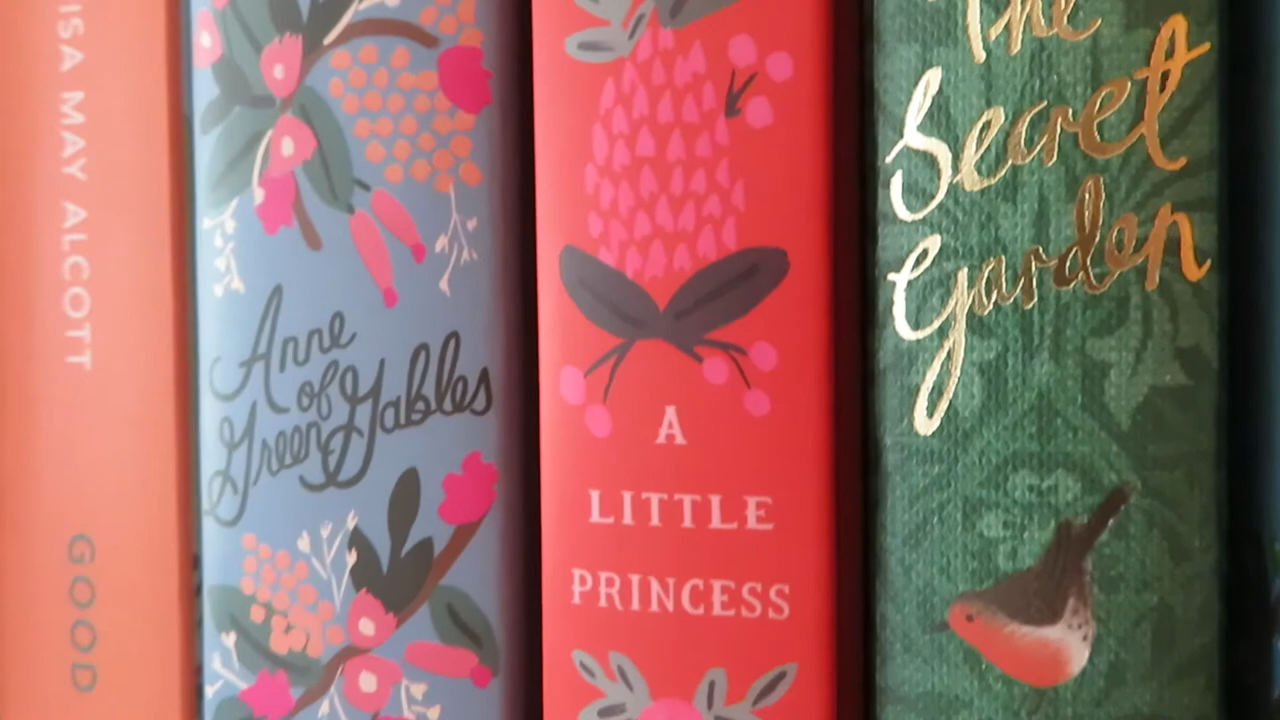 ISA MAY ALCOTT
GOOD
Anne
of
Green Gables
A
LITTLE
PRINCESS
The
Secret
Garden